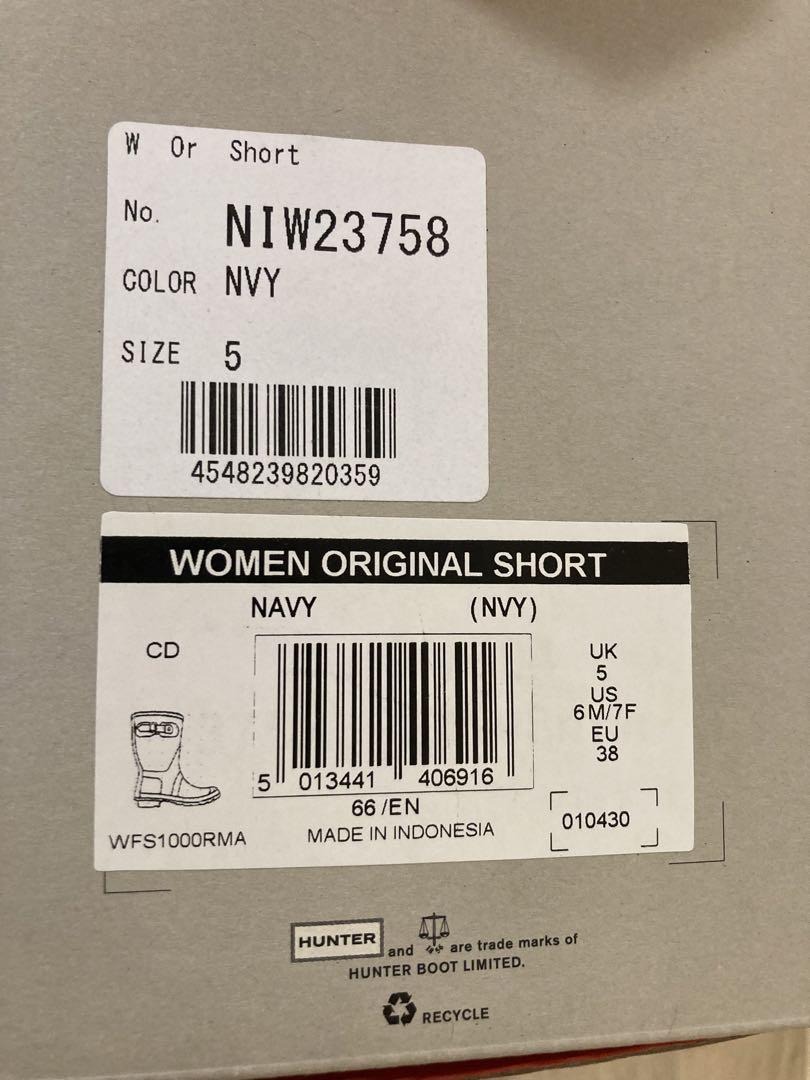 W Or Short
No. NIW23758
COLOR NVY
SIZE 5
4548239820359
WOMEN ORIGINAL SHORT
NAVY (NVY)
CD
UK
5
US
6M/7F
EU
38
5 013441 406916
66 /EN
MADE IN INDONESIA
010430
WFS1000RMA
HUNTER and are trade marks of
HUNTER BOOT LIMITED.
RECYCLE